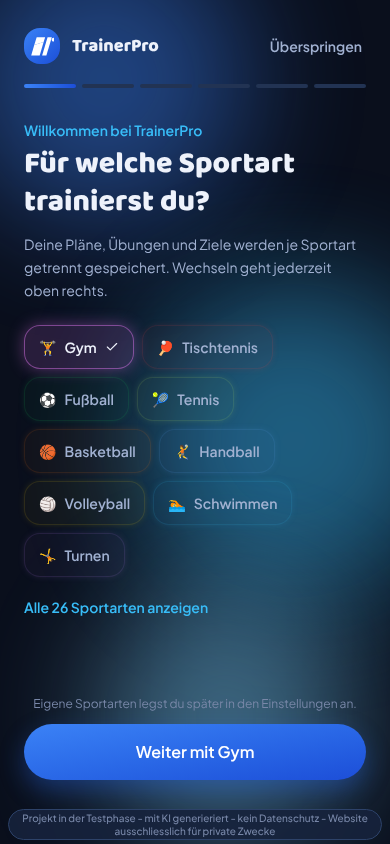 TrainerPro
Überspringen
Willkommen bei TrainerPro
Für welche Sportart
trainierst du?
Deine Pläne, Übungen und Ziele werden je Sportart
getrennt gespeichert. Wechseln geht jederzeit
oben rechts.
Gym
Tischtennis
Fußball
Tennis
Basketball
Handball
Volleyball
Schwimmen
Turnen
Alle 26 Sportarten anzeigen
Eigene Sportarten legst du später in den Einstellungen an.
Weiter mit Gym
Projekt in der Testphase – mit KI generieriert – kein Datenschutz – Website
ausschliesslich für private Zwecke